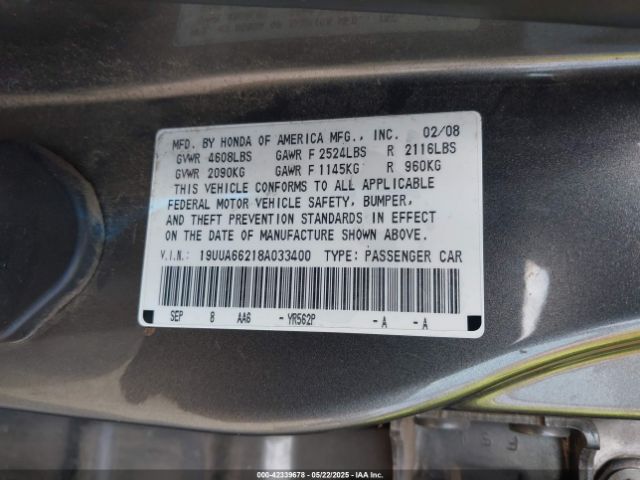 MFD. BY HONDA OF AMERICA MFG., INC. 02/08
GVWR 4608LBS GAWR F 2524LBS R 2116LBS
GVWR 2090KG GAWR F 1145KG R 960KG
THIS VEHICLE CONFORMS TO ALL APPLICABLE
FEDERAL MOTOR VEHICLE SAFETY, BUMPER,
AND THEFT PREVENTION STANDARDS IN EFFECT
ON THE DATE OF MANUFACTURE SHOWN ABOVE.
V.I.N.: 19UUA66218A033400 TYPE: PASSENGER CAR
SEP 8 AA6 - YR562P - A - A
000-42339678 - 05/22/2025 - IAA Inc.